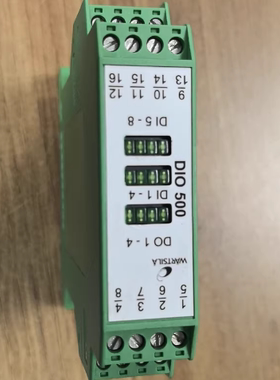 1 2 3 4
5 6 7 8
WÄRTSILÄ
DO 1 - 4
DI 1 - 4
DIO 500
DI 5 - 8
9 10 11 12
13 14 15 16